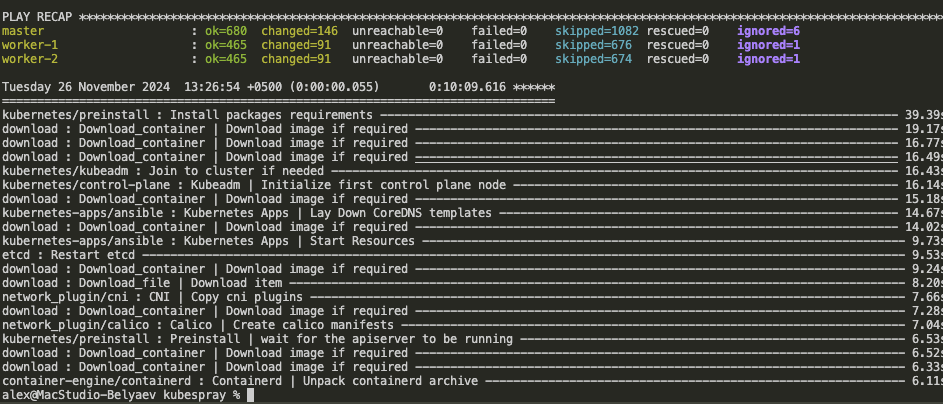 PLAY RECAP *********************************************************************************************************************************
master                     : ok=680  changed=146  unreachable=0    failed=0    skipped=1082 rescued=0    ignored=6
worker-1                   : ok=465  changed=91   unreachable=0    failed=0    skipped=676  rescued=0    ignored=1
worker-2                   : ok=465  changed=91   unreachable=0    failed=0    skipped=674  rescued=0    ignored=1
Tuesday 26 November 2024  13:26:54 +0500 (0:00:00.055)       0:10:09.616 ******
===============================================================================
kubernetes/preinstall : Install packages requirements ------------------------------------------------------------------------- 39.39s
download : Download_container | Download image if required -------------------------------------------------------------------- 19.17s
download : Download_container | Download image if required -------------------------------------------------------------------- 16.77s
download : Download_container | Download image if required -------------------------------------------------------------------- 16.49s
kubernetes/kubeadm : Join to cluster if needed -------------------------------------------------------------------------------- 16.43s
kubernetes/control-plane : Kubeadm | Initialize first control plane node ------------------------------------------------------ 16.14s
download : Download_container | Download image if required -------------------------------------------------------------------- 15.18s
kubernetes-apps/ansible : Kubernetes Apps | Lay Down CoreDNS templates -------------------------------------------------------- 14.67s
download : Download_container | Download image if required -------------------------------------------------------------------- 14.02s
kubernetes-apps/ansible : Kubernetes Apps | Start Resources -------------------------------------------------------------------- 9.73s
etcd : Restart etcd ------------------------------------------------------------------------------------------------------------ 9.53s
download : Download_container | Download image if required --------------------------------------------------------------------- 9.24s
download : Download_file | Download item --------------------------------------------------------------------------------------- 8.20s
network_plugin/cni : CNI | Copy cni plugins ------------------------------------------------------------------------------------ 7.66s
download : Download_container | Download image if required --------------------------------------------------------------------- 7.28s
network_plugin/calico : Calico | Create calico manifests ----------------------------------------------------------------------- 7.04s
kubernetes/preinstall : Preinstall | wait for the apiserver to be running ------------------------------------------------------ 6.53s
download : Download_container | Download image if required --------------------------------------------------------------------- 6.52s
download : Download_container | Download image if required --------------------------------------------------------------------- 6.33s
container-engine/containerd : Containerd | Unpack containerd archive ----------------------------------------------------------- 6.11s
alex@MacStudio-Belyaev kubespray %